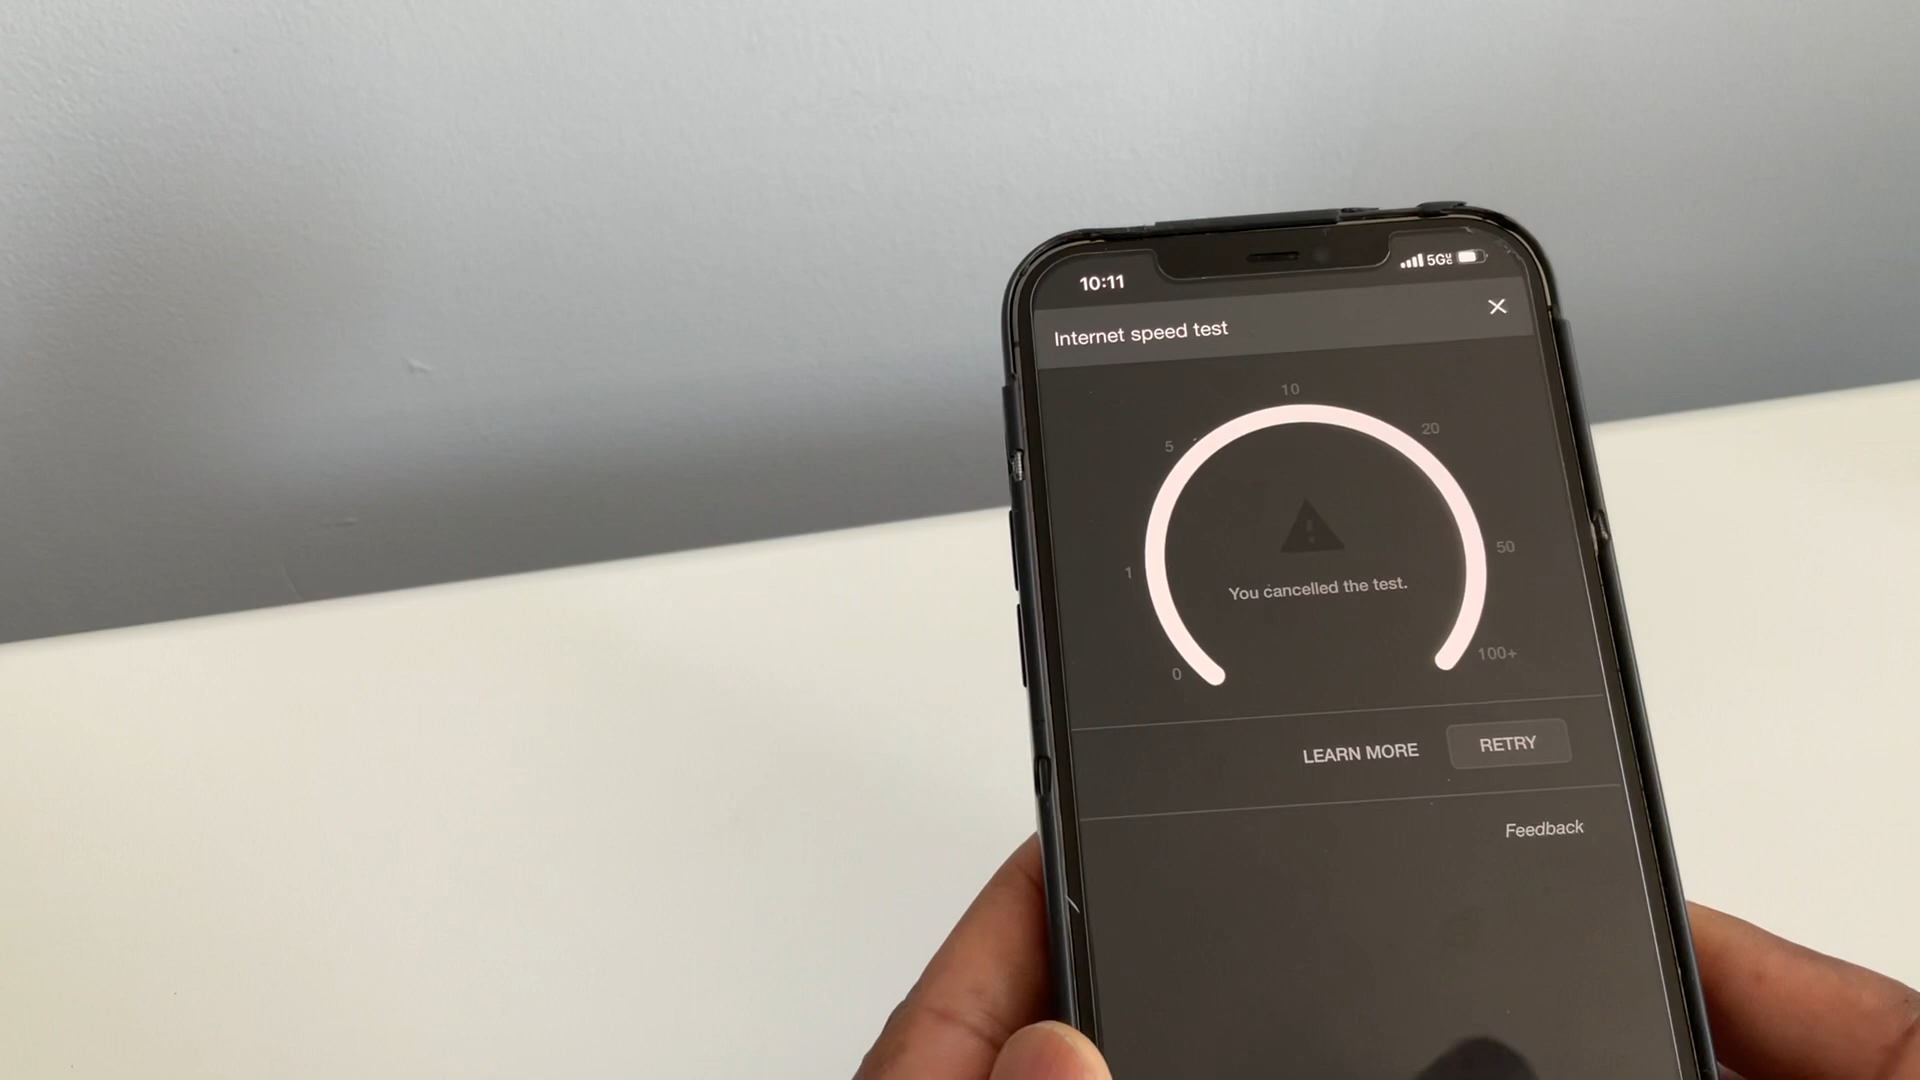 10:11
5GUC
Internet speed test
10
5
20
1
50
You cancelled the test.
0
100+
LEARN MORE
RETRY
Feedback